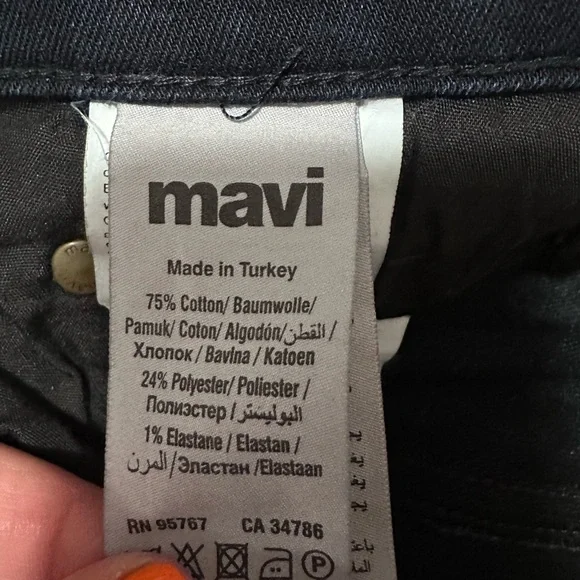 mavi
Made in Turkey
75% Cotton/ Baumwolle/
Pamuk/ Coton/ Algodón/القطن /
Хлопок / Bavlna / Katoen
24% Polyester/ Poliester /
Полиэстер /البوليستر/
1% Elastane / Elastan /
المرن/Эластан /Elastaan
RN 95767 CA 34786
P